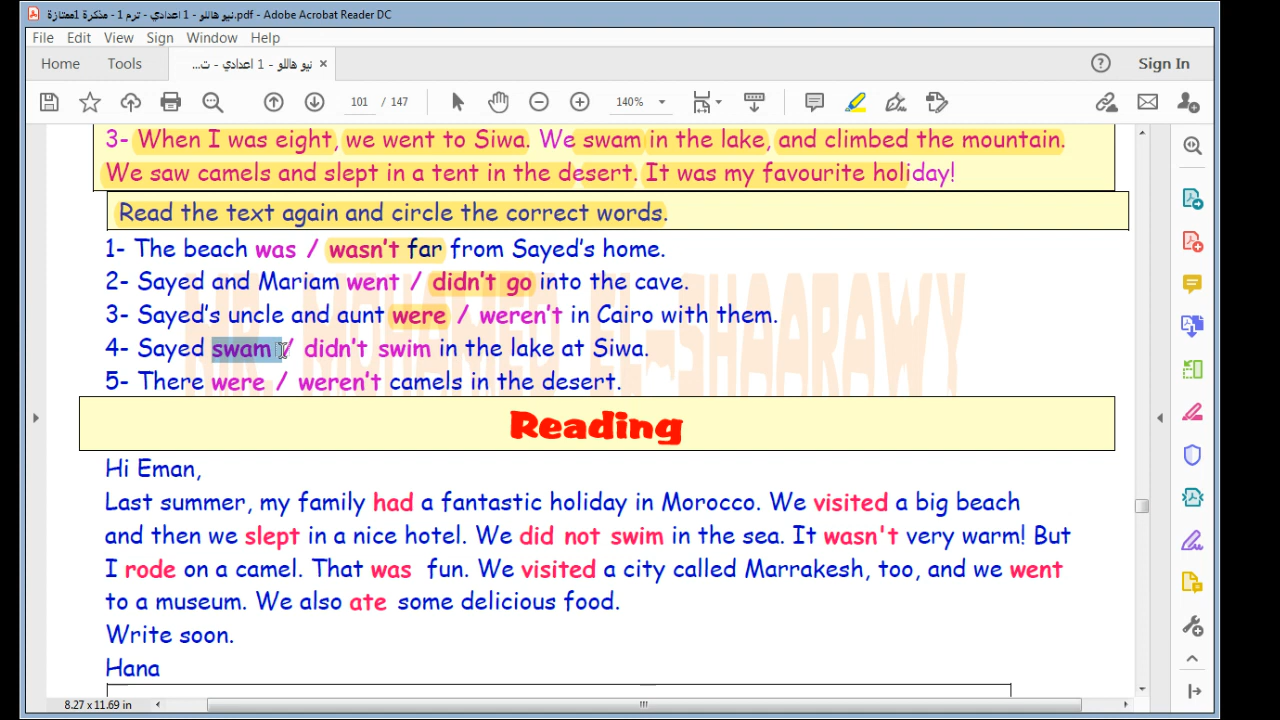 نيو هاللو - 1 اعدادي - ترم 1 - مذكرة 1ممتازة.pdf - Adobe Acrobat Reader DC
File Edit View Sign Window Help
Home Tools نيو هاللو - 1 اعدادي - ت... × Sign In
101 / 147 140%
3- When I was eight, we went to Siwa. We swam in the lake, and climbed the mountain.
We saw camels and slept in a tent in the desert. It was my favourite holiday!
Read the text again and circle the correct words.
1- The beach was / wasn't far from Sayed's home.
2- Sayed and Mariam went / didn't go into the cave.
3- Sayed's uncle and aunt were / weren't in Cairo with them.
4- Sayed swam / didn't swim in the lake at Siwa.
5- There were / weren't camels in the desert.
MR. MOHAMED EL-SHAARAWY
Reading
Hi Eman,
Last summer, my family had a fantastic holiday in Morocco. We visited a big beach
and then we slept in a nice hotel. We did not swim in the sea. It wasn't very warm! But
I rode on a camel. That was fun. We visited a city called Marrakesh, too, and we went
to a museum. We also ate some delicious food.
Write soon.
Hana
8.27 x 11.69 in